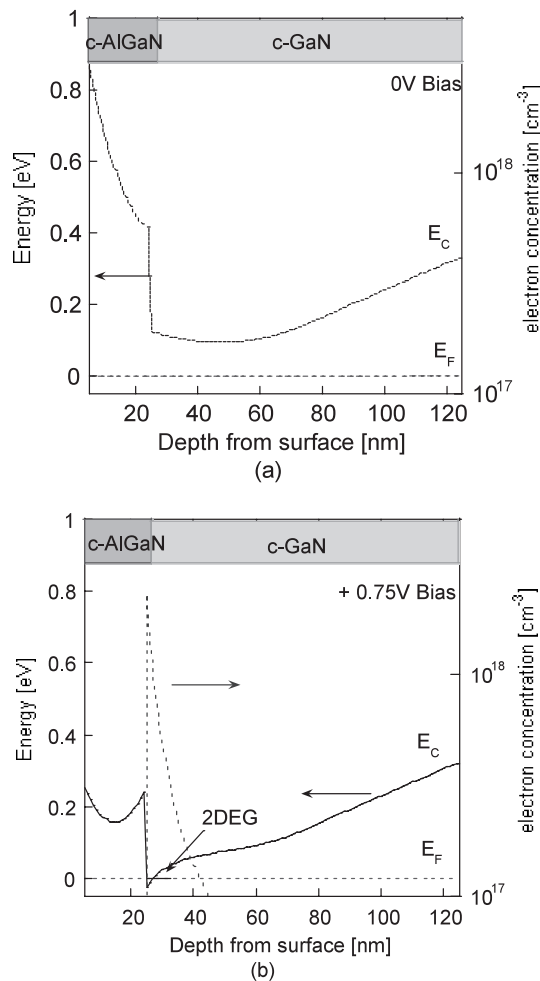 c-AlGaN c-GaN
0V Bias
1
0.8
0.6
0.4
0.2
0
Energy [eV]
10^18
10^17
electron concentration [cm^-3]
E_C
E_F
20 40 60 80 100 120
Depth from surface [nm]
(a)
c-AlGaN c-GaN
+ 0.75V Bias
1
0.8
0.6
0.4
0.2
0
Energy [eV]
10^18
10^17
electron concentration [cm^-3]
2DEG
E_C
E_F
20 40 60 80 100 120
Depth from surface [nm]
(b)